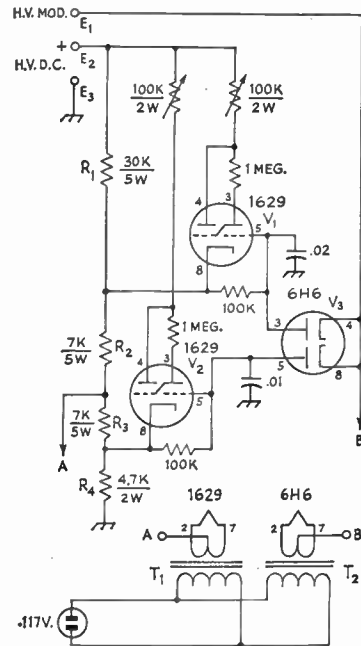 H.V. MOD.
E1
+
E2
H.V. D.C.
E3
100K
2W
100K
2W
R1
30K
5W
1 MEG.
4
3
1629
V1
5
8
.02
100K
6H6
V3
3
4
5
8
7K
5W
R2
1 MEG.
1629
V2
4
3
5
8
.01
A
7K
5W
R3
100K
B
R4
4.7K
2W
1629
6H6
A
2
7
2
7
B
T1
T2
117V.